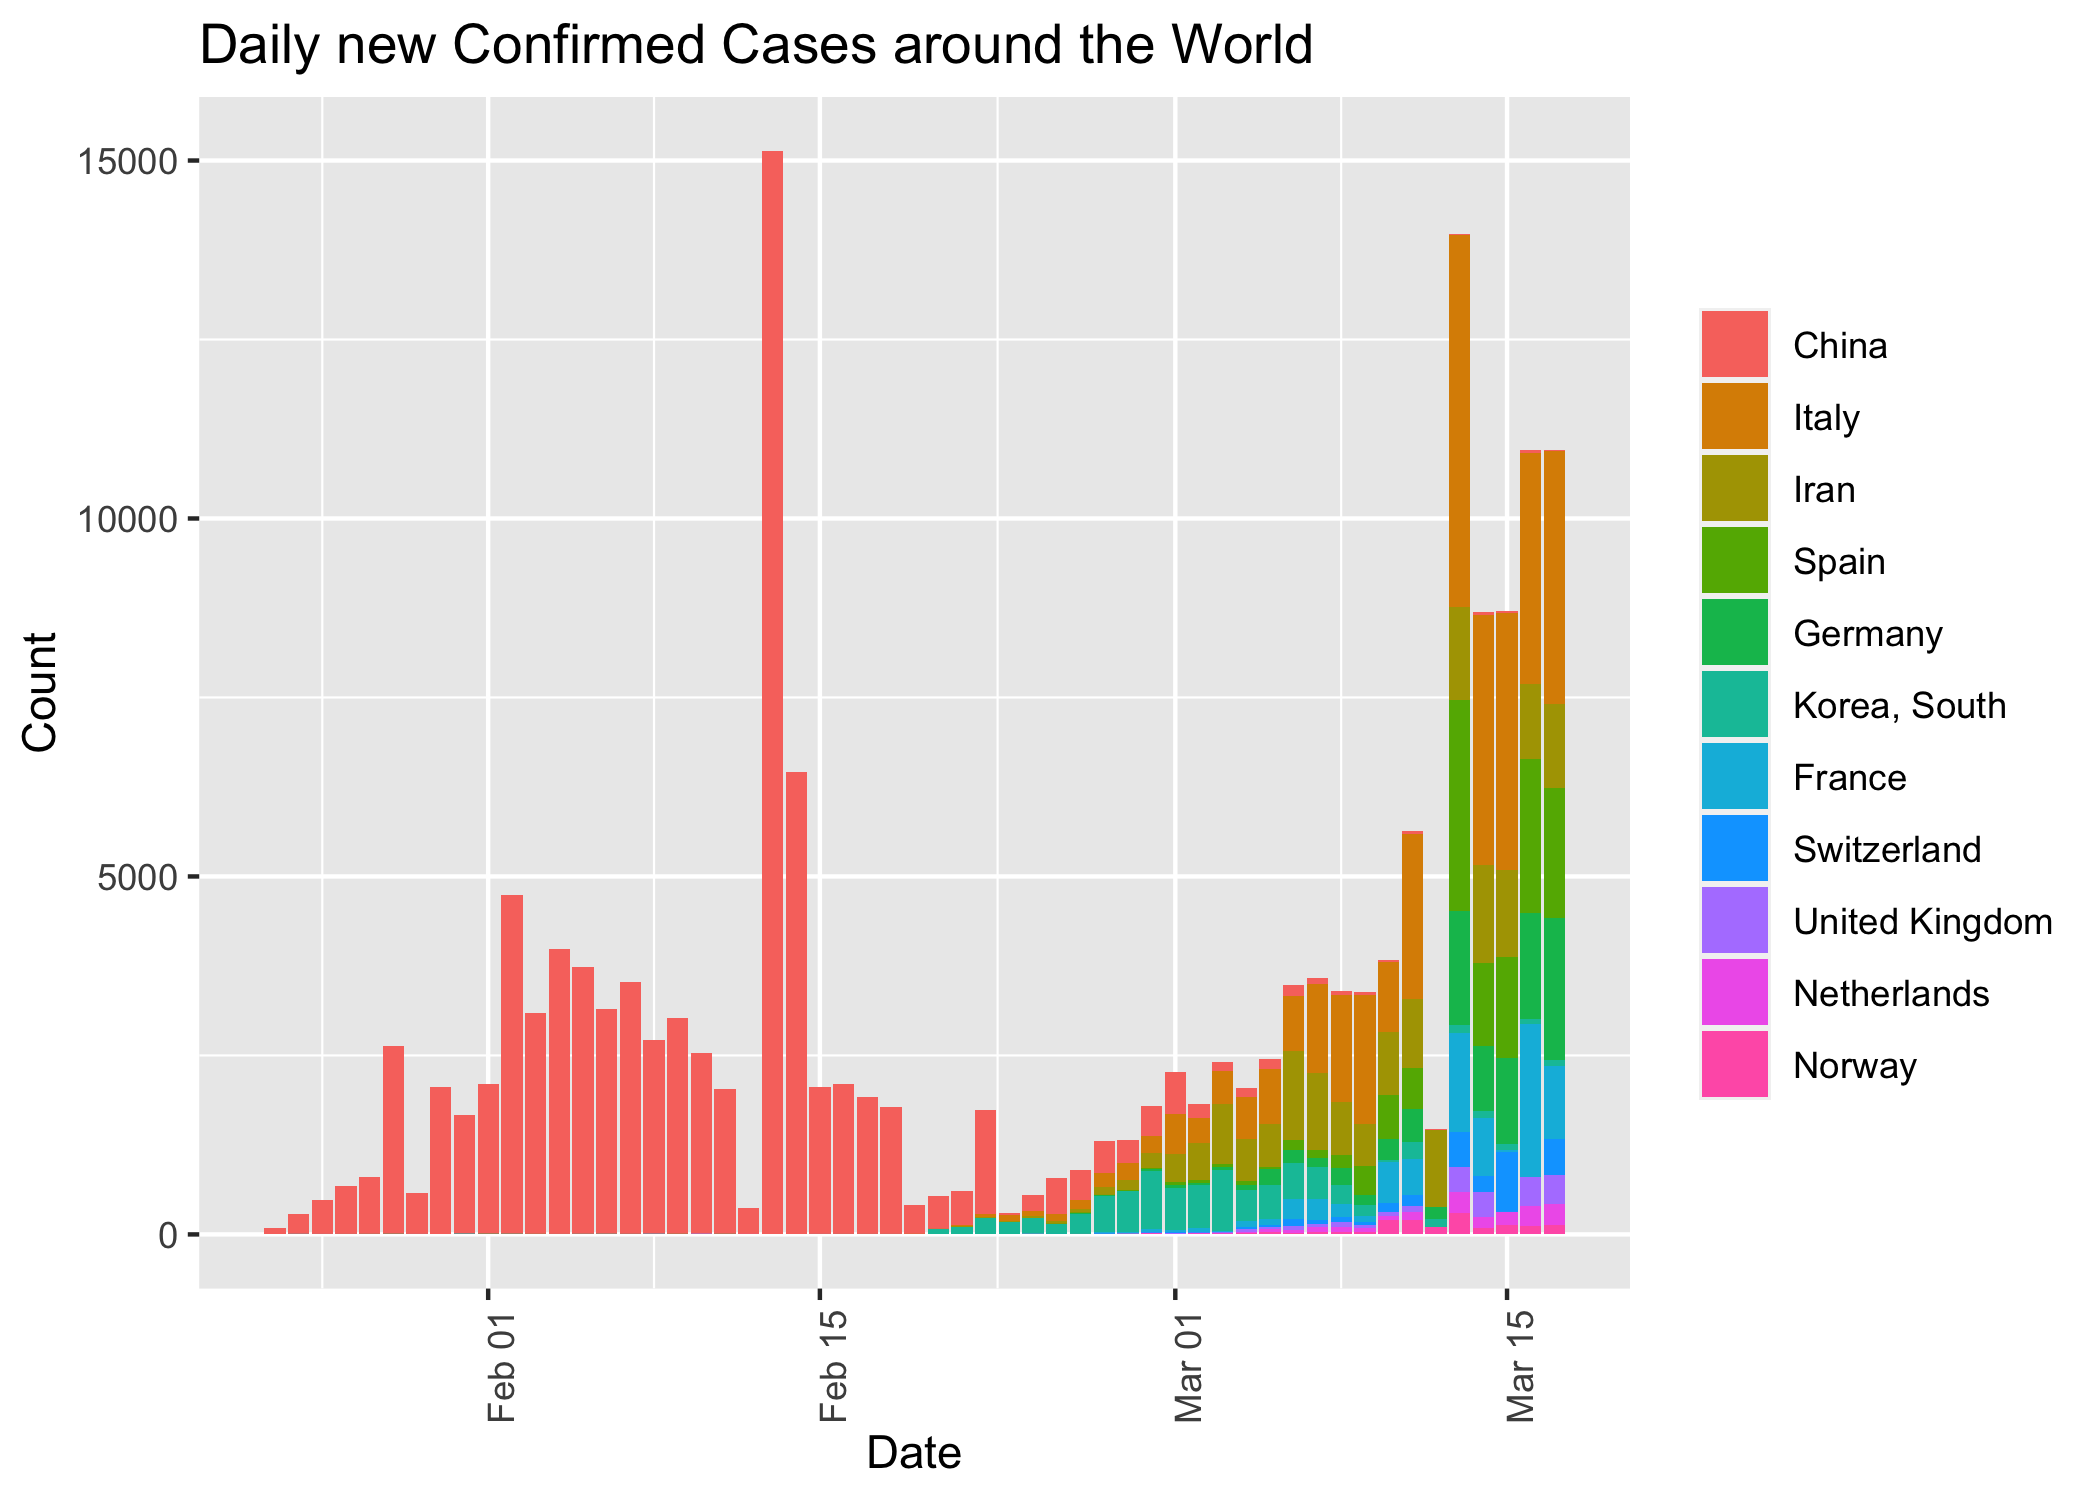 Daily new Confirmed Cases around the World
15000
10000
5000
0
Count
Feb 01
Feb 15
Mar 01
Mar 15
Date
China
Italy
Iran
Spain
Germany
Korea, South
France
Switzerland
United Kingdom
Netherlands
Norway